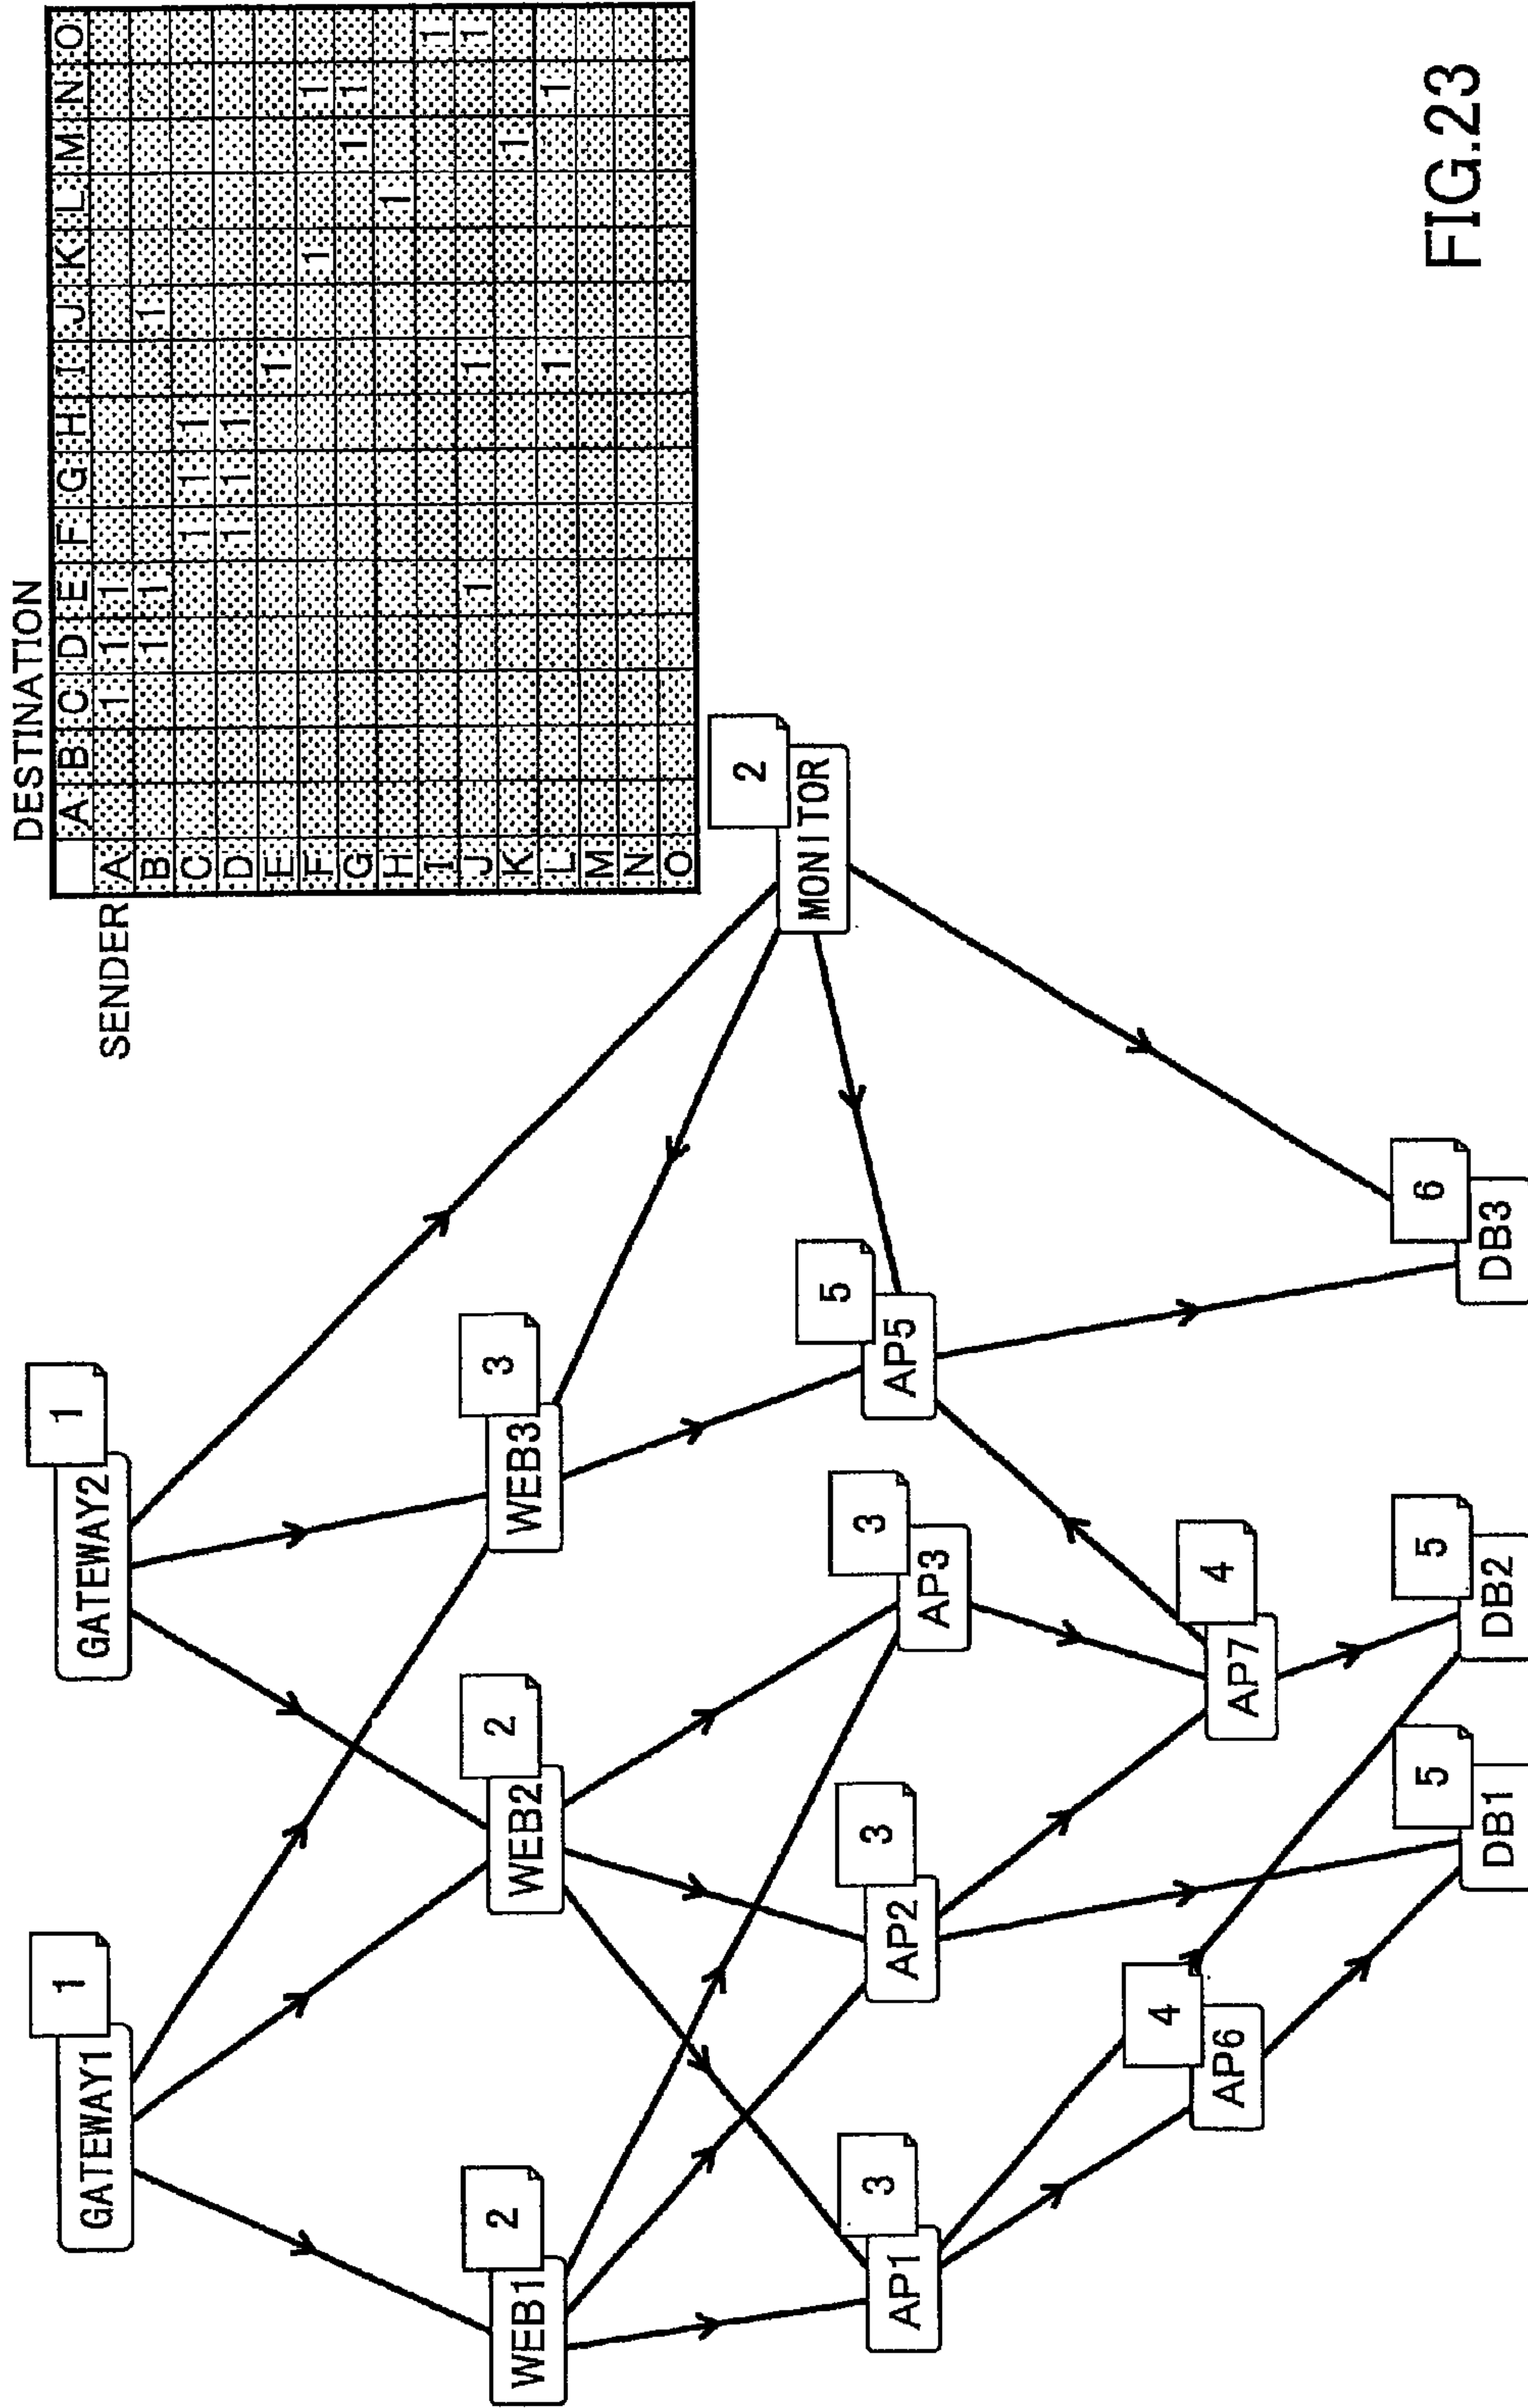 DESTINATION
A B C D E F G H I J K L M N O
SENDER
A 1 1 1
B 1 1 1
C 1 1 1
D 1 1 1
E 1
F 1 1
G 1 1
H 1
I 1
J 1 1 1
K 1
L 1 1
M
N
O
1
GATEWAY1
1
GATEWAY2
2
WEB1
2
WEB2
3
WEB3
2
MONITOR
3
AP1
3
AP2
3
AP3
5
AP5
4
AP6
4
AP7
5
DB1
5
DB2
6
DB3
FIG.23